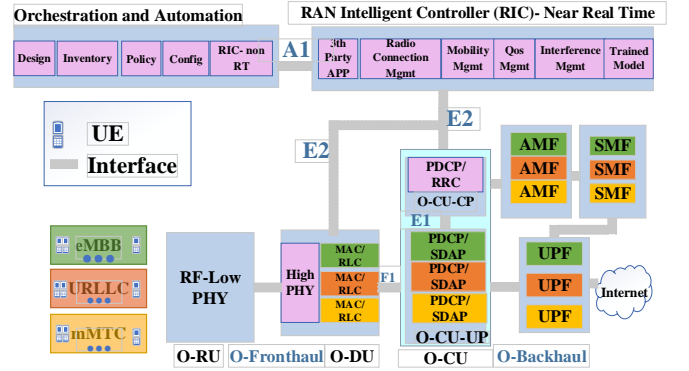 Orchestration and Automation
RAN Intelligent Controller (RIC)- Near Real Time
Design
Inventory
Policy
Config
RIC- non
RT
A1
3th
Party
APP
Radio
Connection
Mgmt
Mobility
Mgmt
Qos
Mgmt
Interference
Mgmt
Trained
Model
UE
Interface
E2
E2
PDCP/
RRC
O-CU-CP
E1
AMF
AMF
AMF
SMF
SMF
SMF
eMBB
URLLC
mMTC
RF-Low
PHY
High
PHY
MAC/
RLC
MAC/
RLC
MAC/
RLC
F1
PDCP/
SDAP
PDCP/
SDAP
PDCP/
SDAP
O-CU-UP
UPF
UPF
UPF
Internet
O-RU
O-Fronthaul
O-DU
O-CU
O-Backhaul